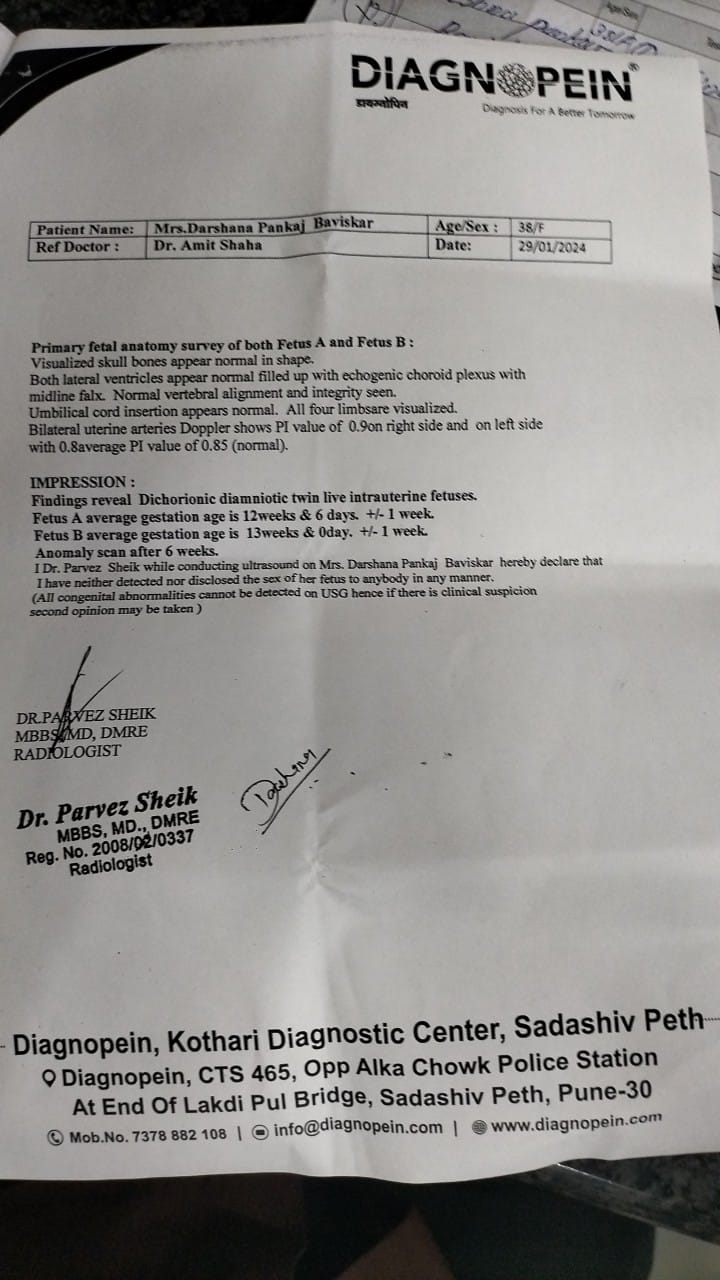 DIAGNOPEIN®
डायग्नोपिन
Diagnosis For A Better Tomorrow
Patient Name: Mrs.Darshana Pankaj Baviskar Age/Sex : 38/F
Ref Doctor : Dr. Amit Shaha Date: 29/01/2024
Primary fetal anatomy survey of both Fetus A and Fetus B :
Visualized skull bones appear normal in shape.
Both lateral ventricles appear normal filled up with echogenic choroid plexus with
midline falx. Normal vertebral alignment and integrity seen.
Umbilical cord insertion appears normal. All four limbsare visualized.
Bilateral uterine arteries Doppler shows PI value of 0.9on right side and on left side
with 0.8average PI value of 0.85 (normal).
IMPRESSION :
Findings reveal Dichorionic diamniotic twin live intrauterine fetuses.
Fetus A average gestation age is 12weeks & 6 days. +/- 1 week.
Fetus B average gestation age is 13weeks & 0day. +/- 1 week.
Anomaly scan after 6 weeks.
I Dr. Parvez Sheik while conducting ultrasound on Mrs. Darshana Pankaj Baviskar hereby declare that
I have neither detected nor disclosed the sex of her fetus to anybody in any manner.
(All congenital abnormalities cannot be detected on USG hence if there is clinical suspicion
second opinion may be taken )
DR.PARVEZ SHEIK
MBBS, MD, DMRE
RADIOLOGIST
Dr. Parvez Sheik
MBBS, MD., DMRE
Reg. No. 2008/02/0337
Radiologist
Diagnopein, Kothari Diagnostic Center, Sadashiv Peth
Diagnopein, CTS 465, Opp Alka Chowk Police Station
At End Of Lakdi Pul Bridge, Sadashiv Peth, Pune-30
Mob.No. 7378 882 108 | info@diagnopein.com | www.diagnopein.com